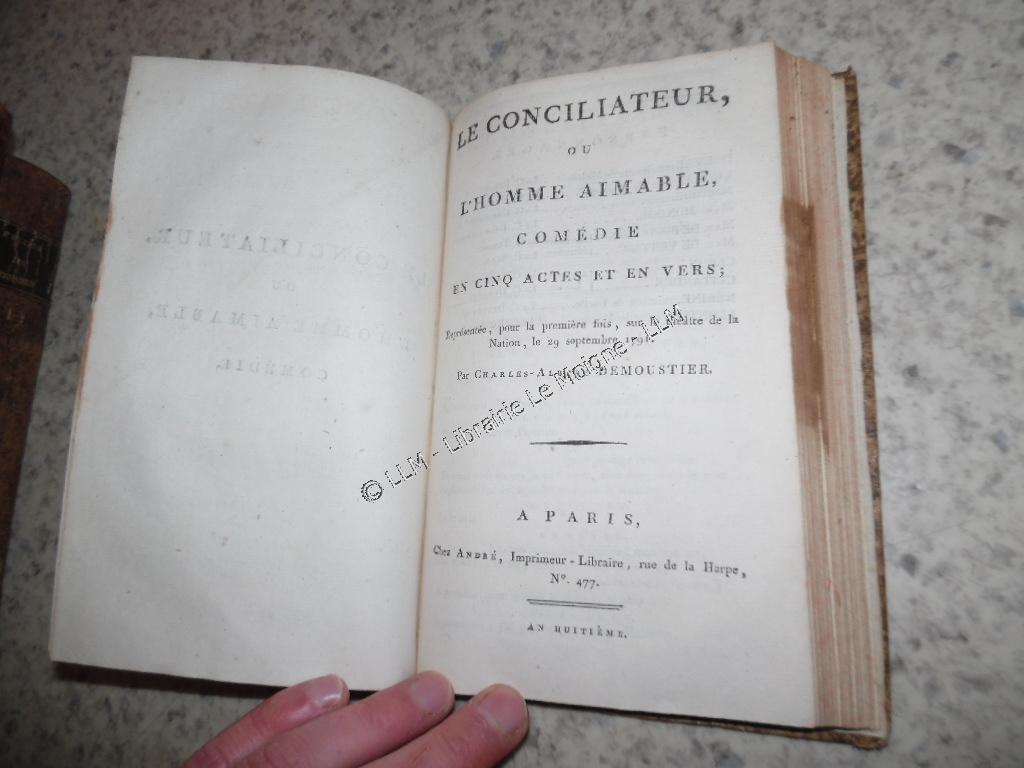 LE CONCILIATEUR,
OU
L'HOMME AIMABLE,
COMÉDIE
EN CINQ ACTES ET EN VERS;
Représentée, pour la première fois, sur le théâtre de la
Nation, le 29 septembre 1791.
Par CHARLES-ALBERT DEMOUSTIER.
A PARIS,
Chez ANDRÉ, Imprimeur-Libraire, rue de la Harpe,
N°. 477.
AN HUITIÈME.
© LLM - Librairie Le Moigne - LLM